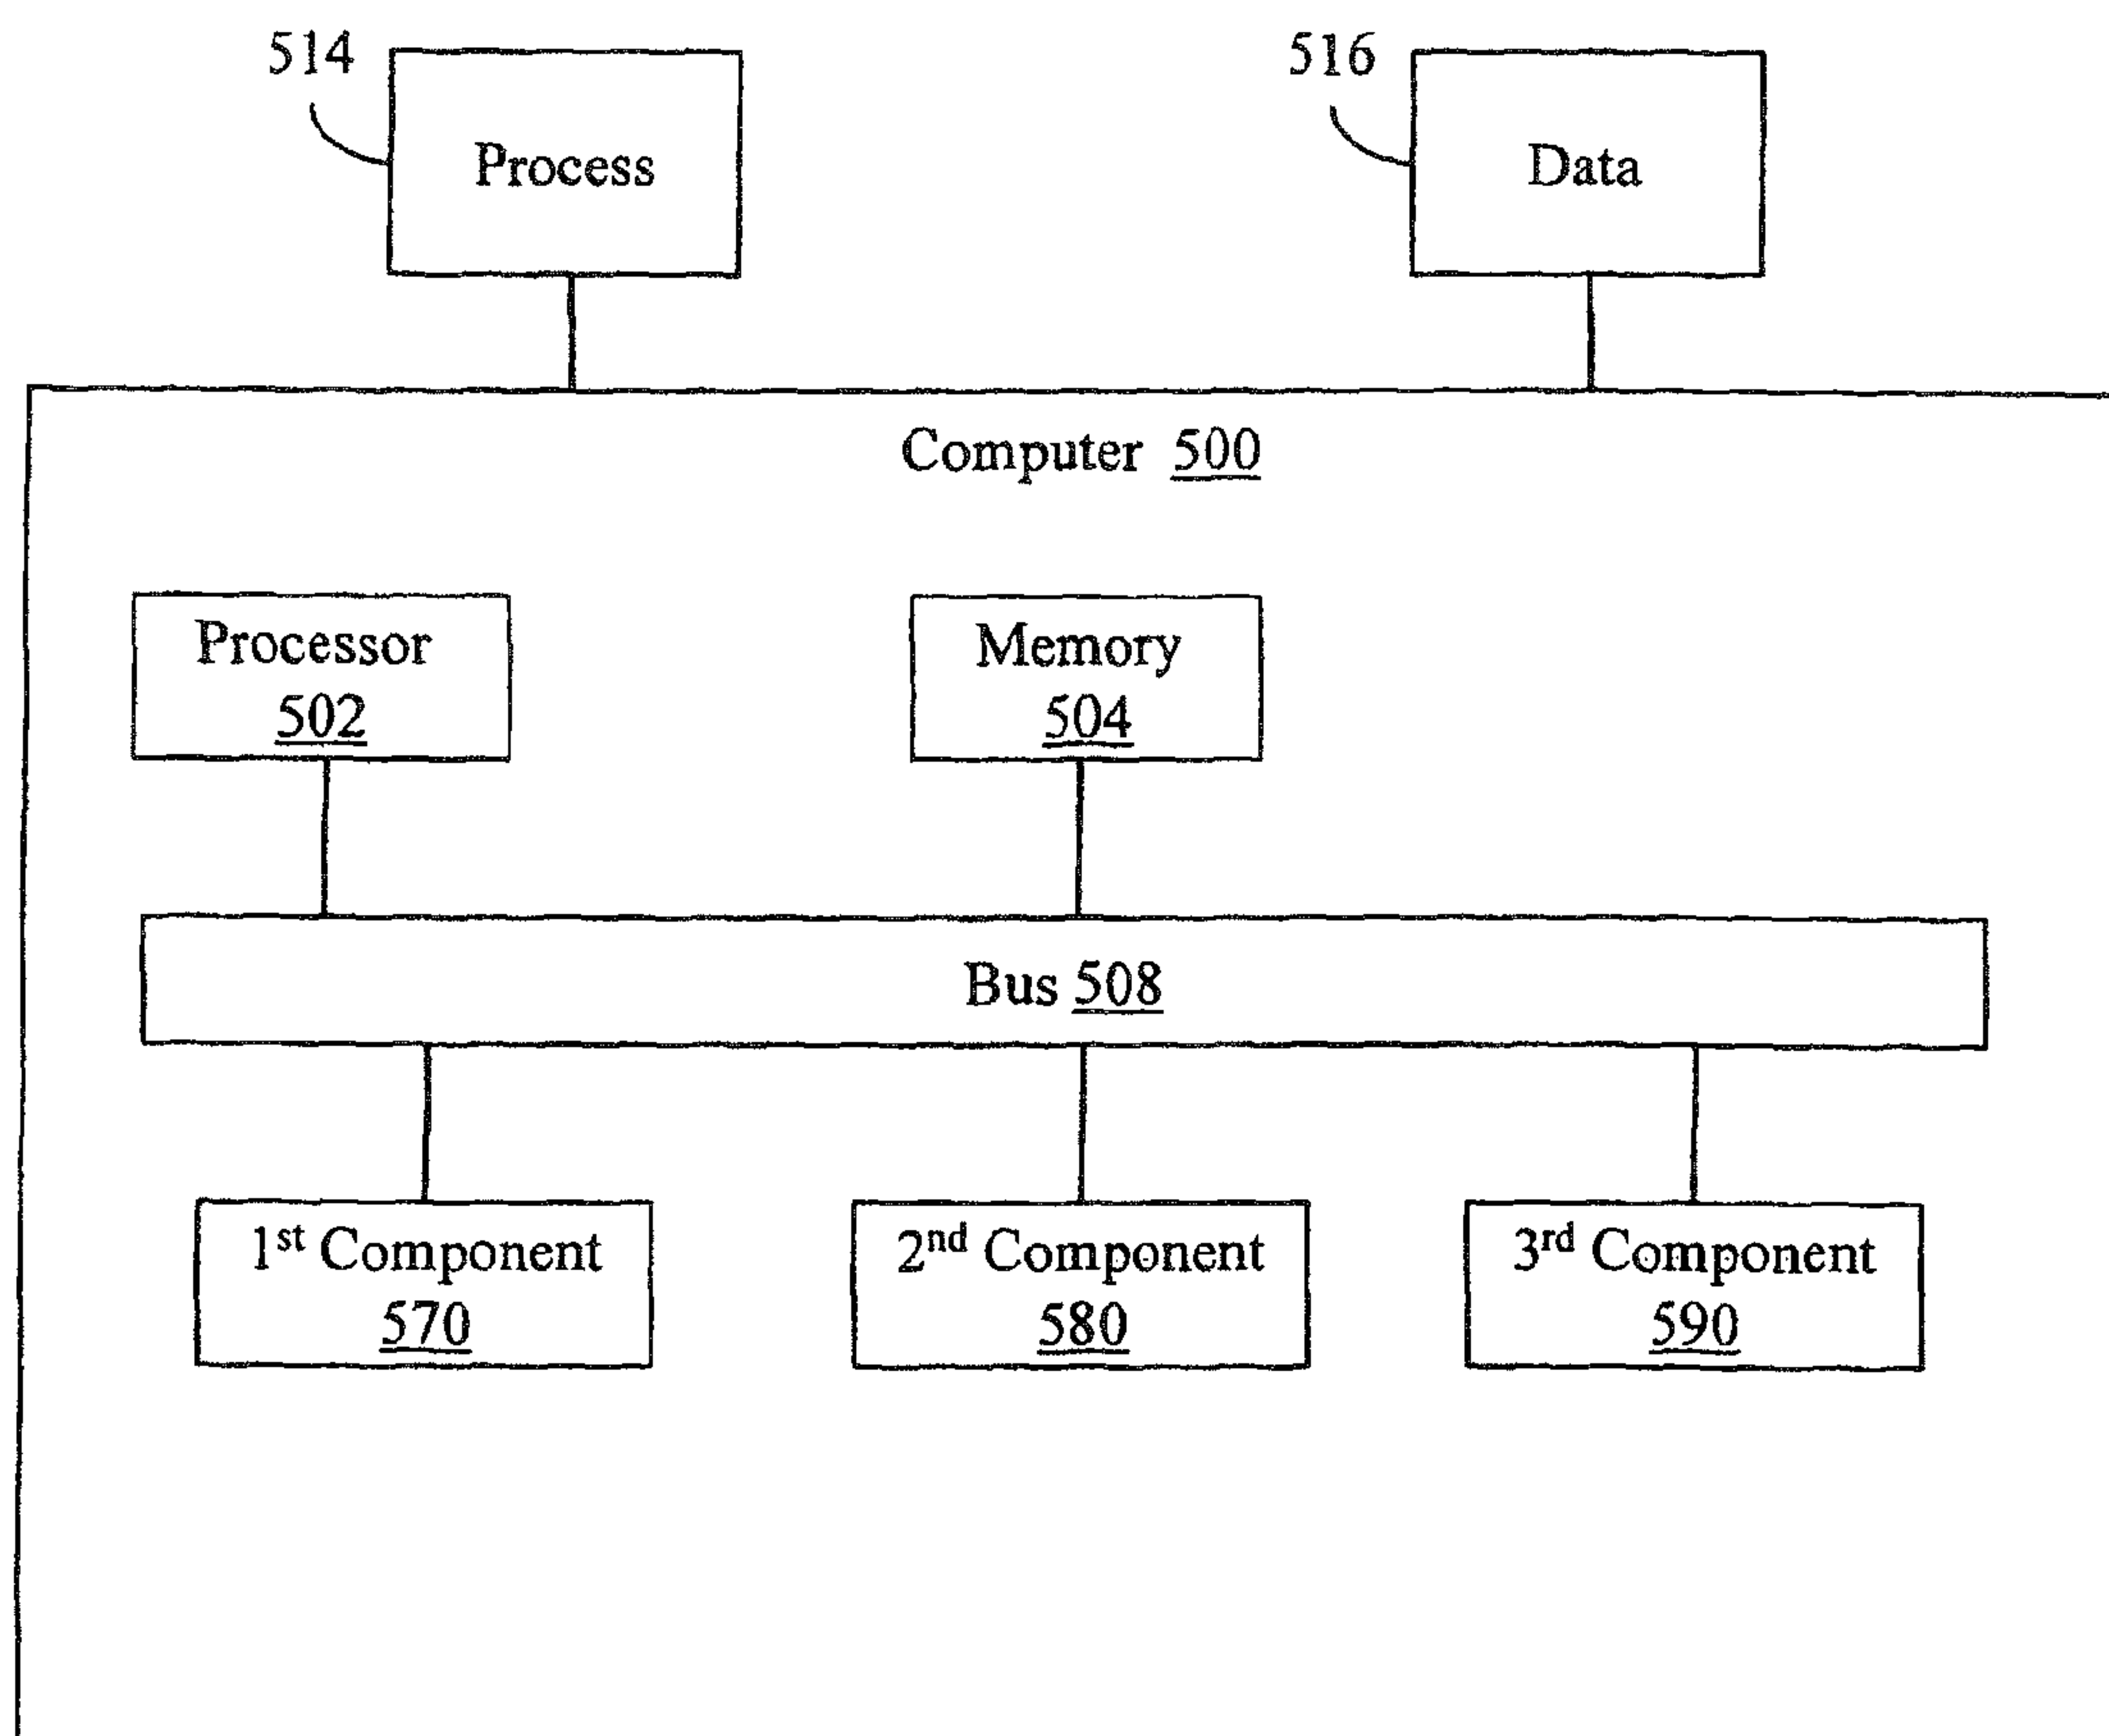 514
Process
516
Data
Computer 500
Processor
502
Memory
504
Bus 508
1st Component
570
2nd Component
580
3rd Component
590